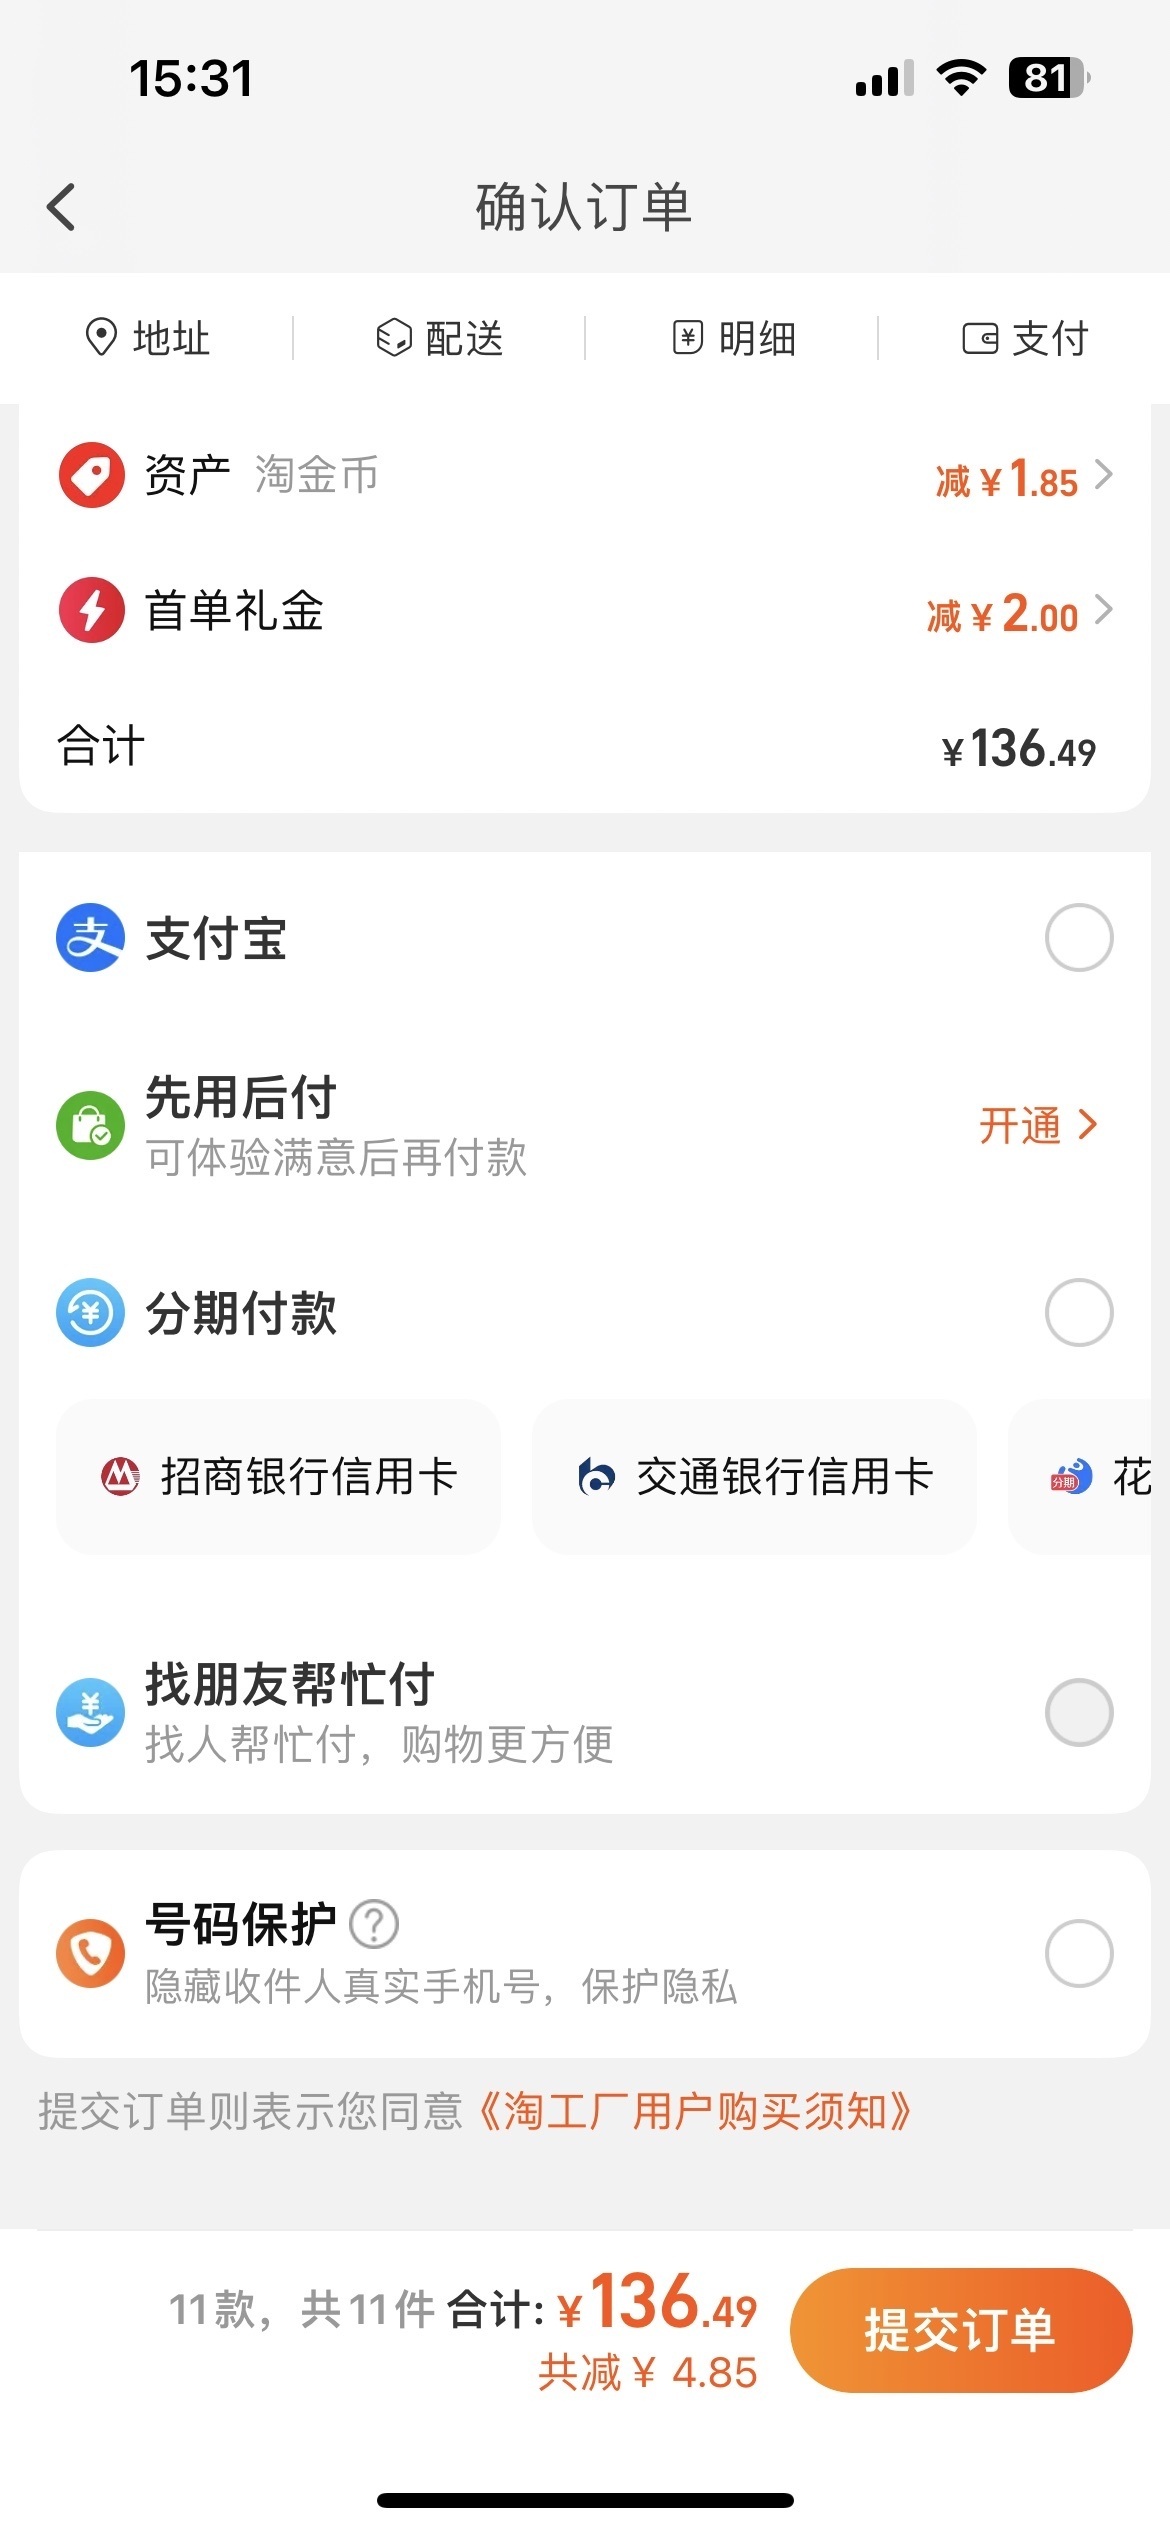 15:31
81
确认订单
地址
配送
明细
支付
资产 淘金币 减 ¥ 1.85
首单礼金 减 ¥ 2.00
合计 ¥136.49
支付宝
先用后付
可体验满意后再付款
开通
分期付款
招商银行信用卡
交通银行信用卡
分期 花
找朋友帮忙付
找人帮忙付，购物更方便
号码保护
隐藏收件人真实手机号，保护隐私
提交订单则表示您同意《淘工厂用户购买须知》
11款，共11件 合计: ¥136.49
共减 ¥ 4.85
提交订单